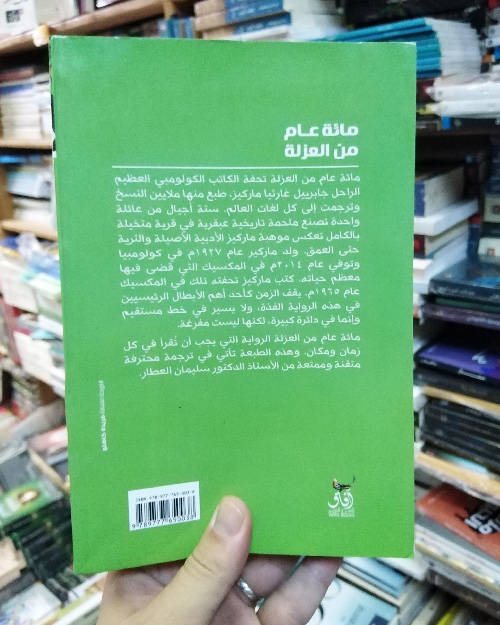 مائة عـام
من العزلة
مائة عام من العزلة تحفة الكاتب الكولومبي العظيم
الراحل جابرييل غارثيا ماركيز، طبع منها ملايين النسخ
وترجمت إلى كل لغات العالم. ستة أجيال من عائلة
واحدة تصنع ملحمة تاريخية عبقرية في قرية متخيلة
بالكامل تعكس موهبة ماركيز الأدبية الأصيلة والثرية
حتى العمق. ولد ماركيز عام ١٩٢٧م في كولومبيا
وتوفي عام ٢٠١٤م في المكسيك التي قضى فيها
معظم حياته. كتب ماركيز تحفته تلك في المكسيك
عام ١٩٦٥م. يقف الزمن كأحد أهم الأبطال الرئيسيين
في هذه الرواية الفذة، ولا يسير في خط مستقيم
وإنما في دائرة كبيرة. لكنها ليست مفرغة.
مائة عام من العزلة الرواية التي يجب أن تُقرأ في كل
زمان ومكان. وهذه الطبعة تأتي في ترجمة محترفة
متقنة وممتعة من الأستاذ الدكتور سليمان العطار.
آفاق